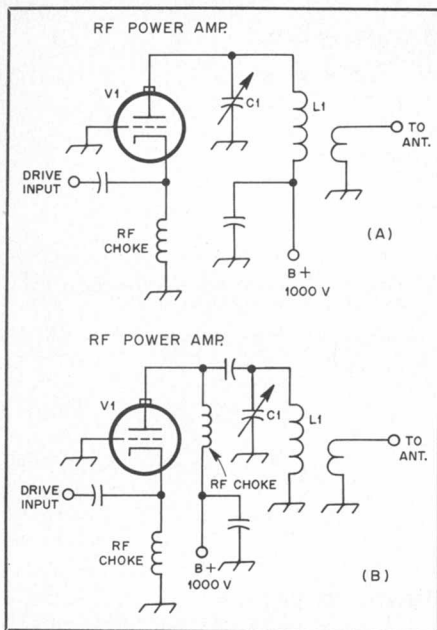 RF POWER AMP.
V1
C1
L1
TO
ANT.
DRIVE
INPUT
RF
CHOKE
B+
1000 V
(A)
RF POWER AMP.
V1
C1
L1
TO
ANT.
RF CHOKE
DRIVE
INPUT
RF
CHOKE
B+
1000 V
(B)